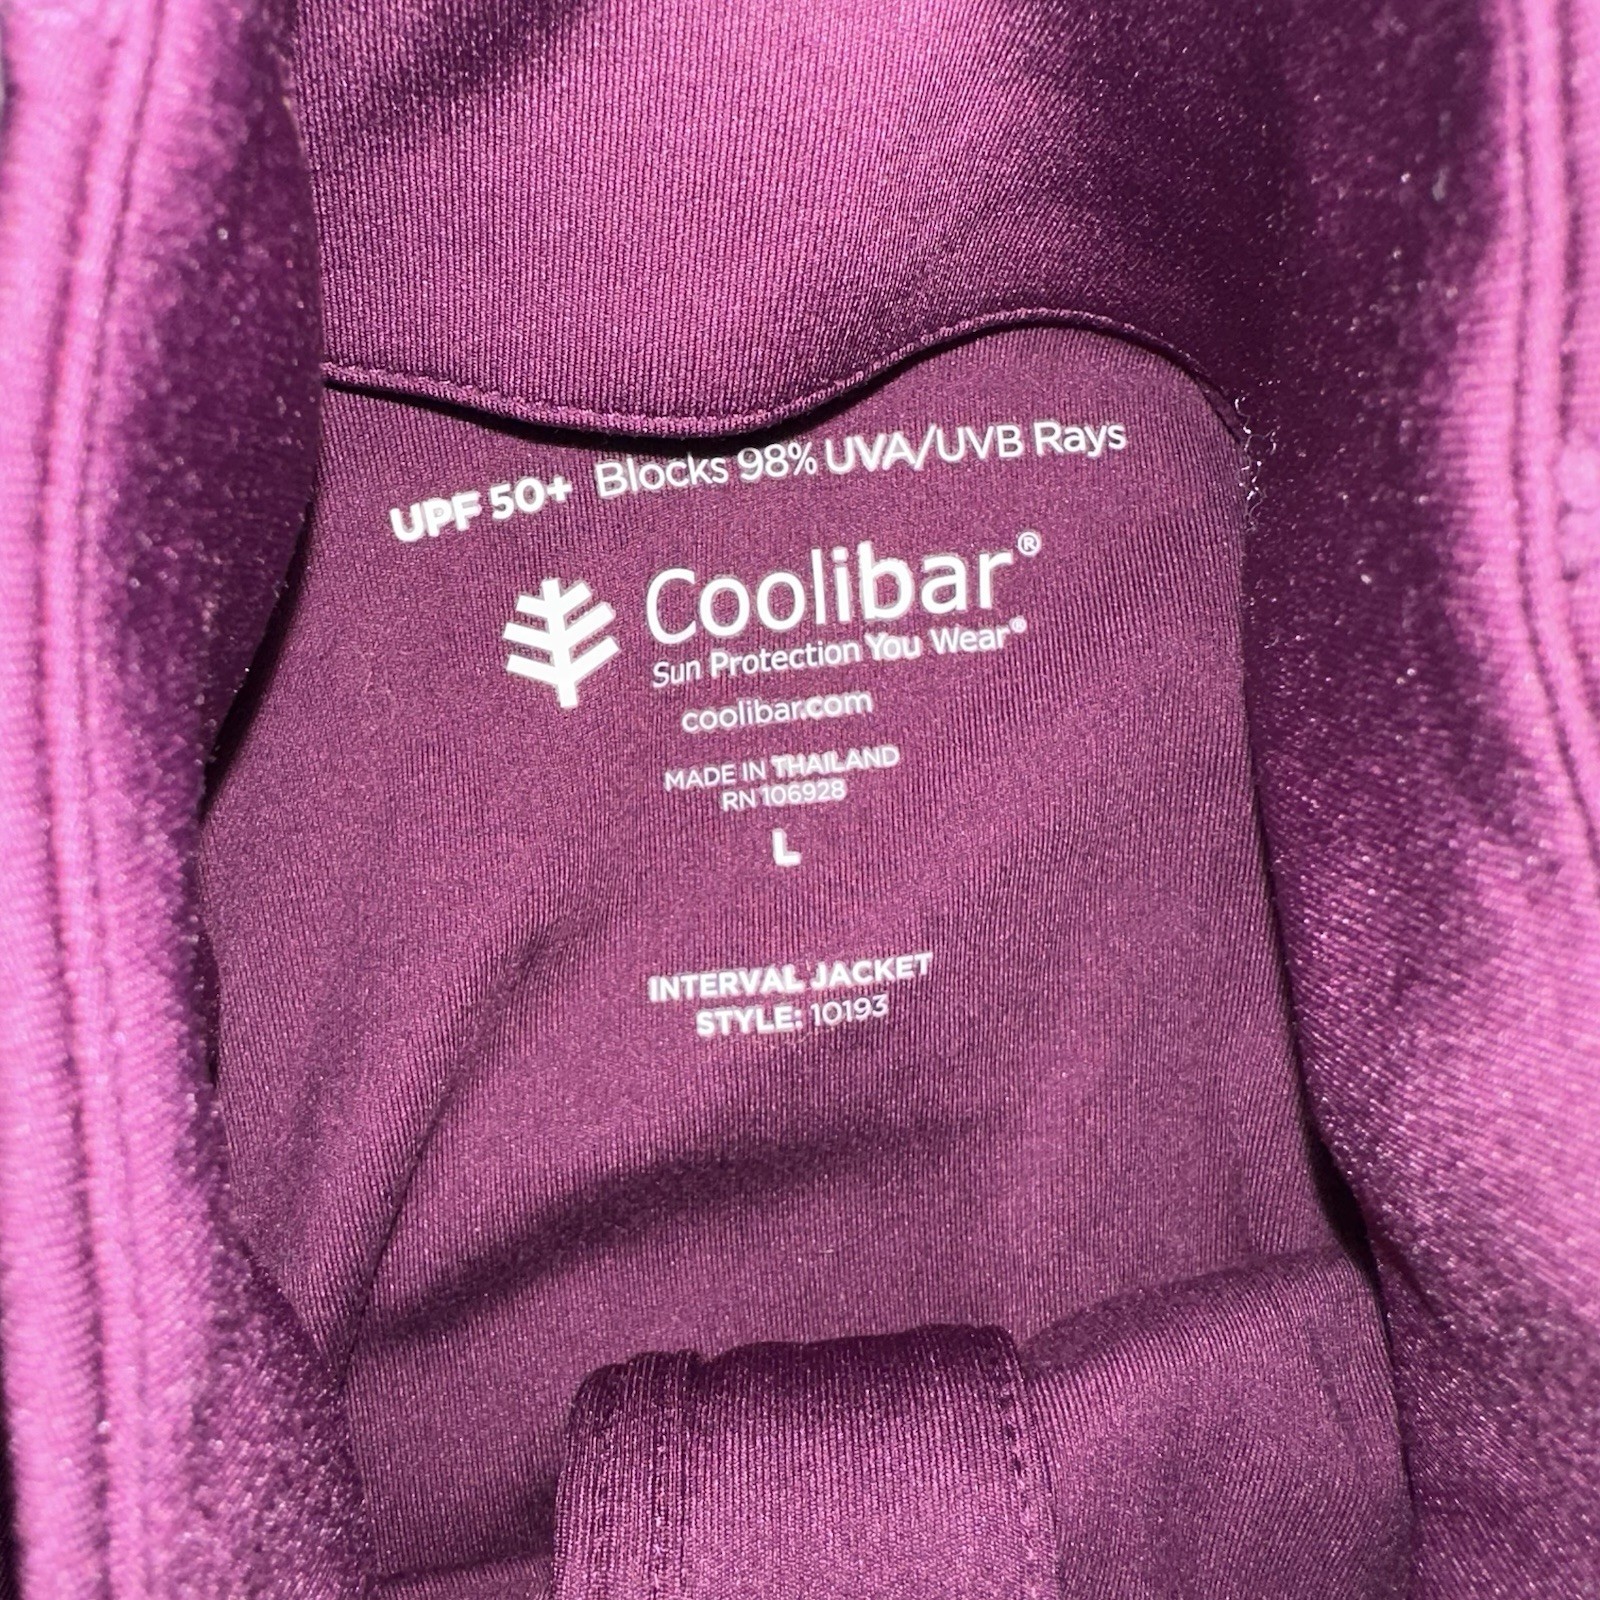 UPF 50+ Blocks 98% UVA/UVB Rays
Coolibar®
Sun Protection You Wear®
coolibar.com
MADE IN THAILAND
RN 106928
L
INTERVAL JACKET
STYLE: 10193